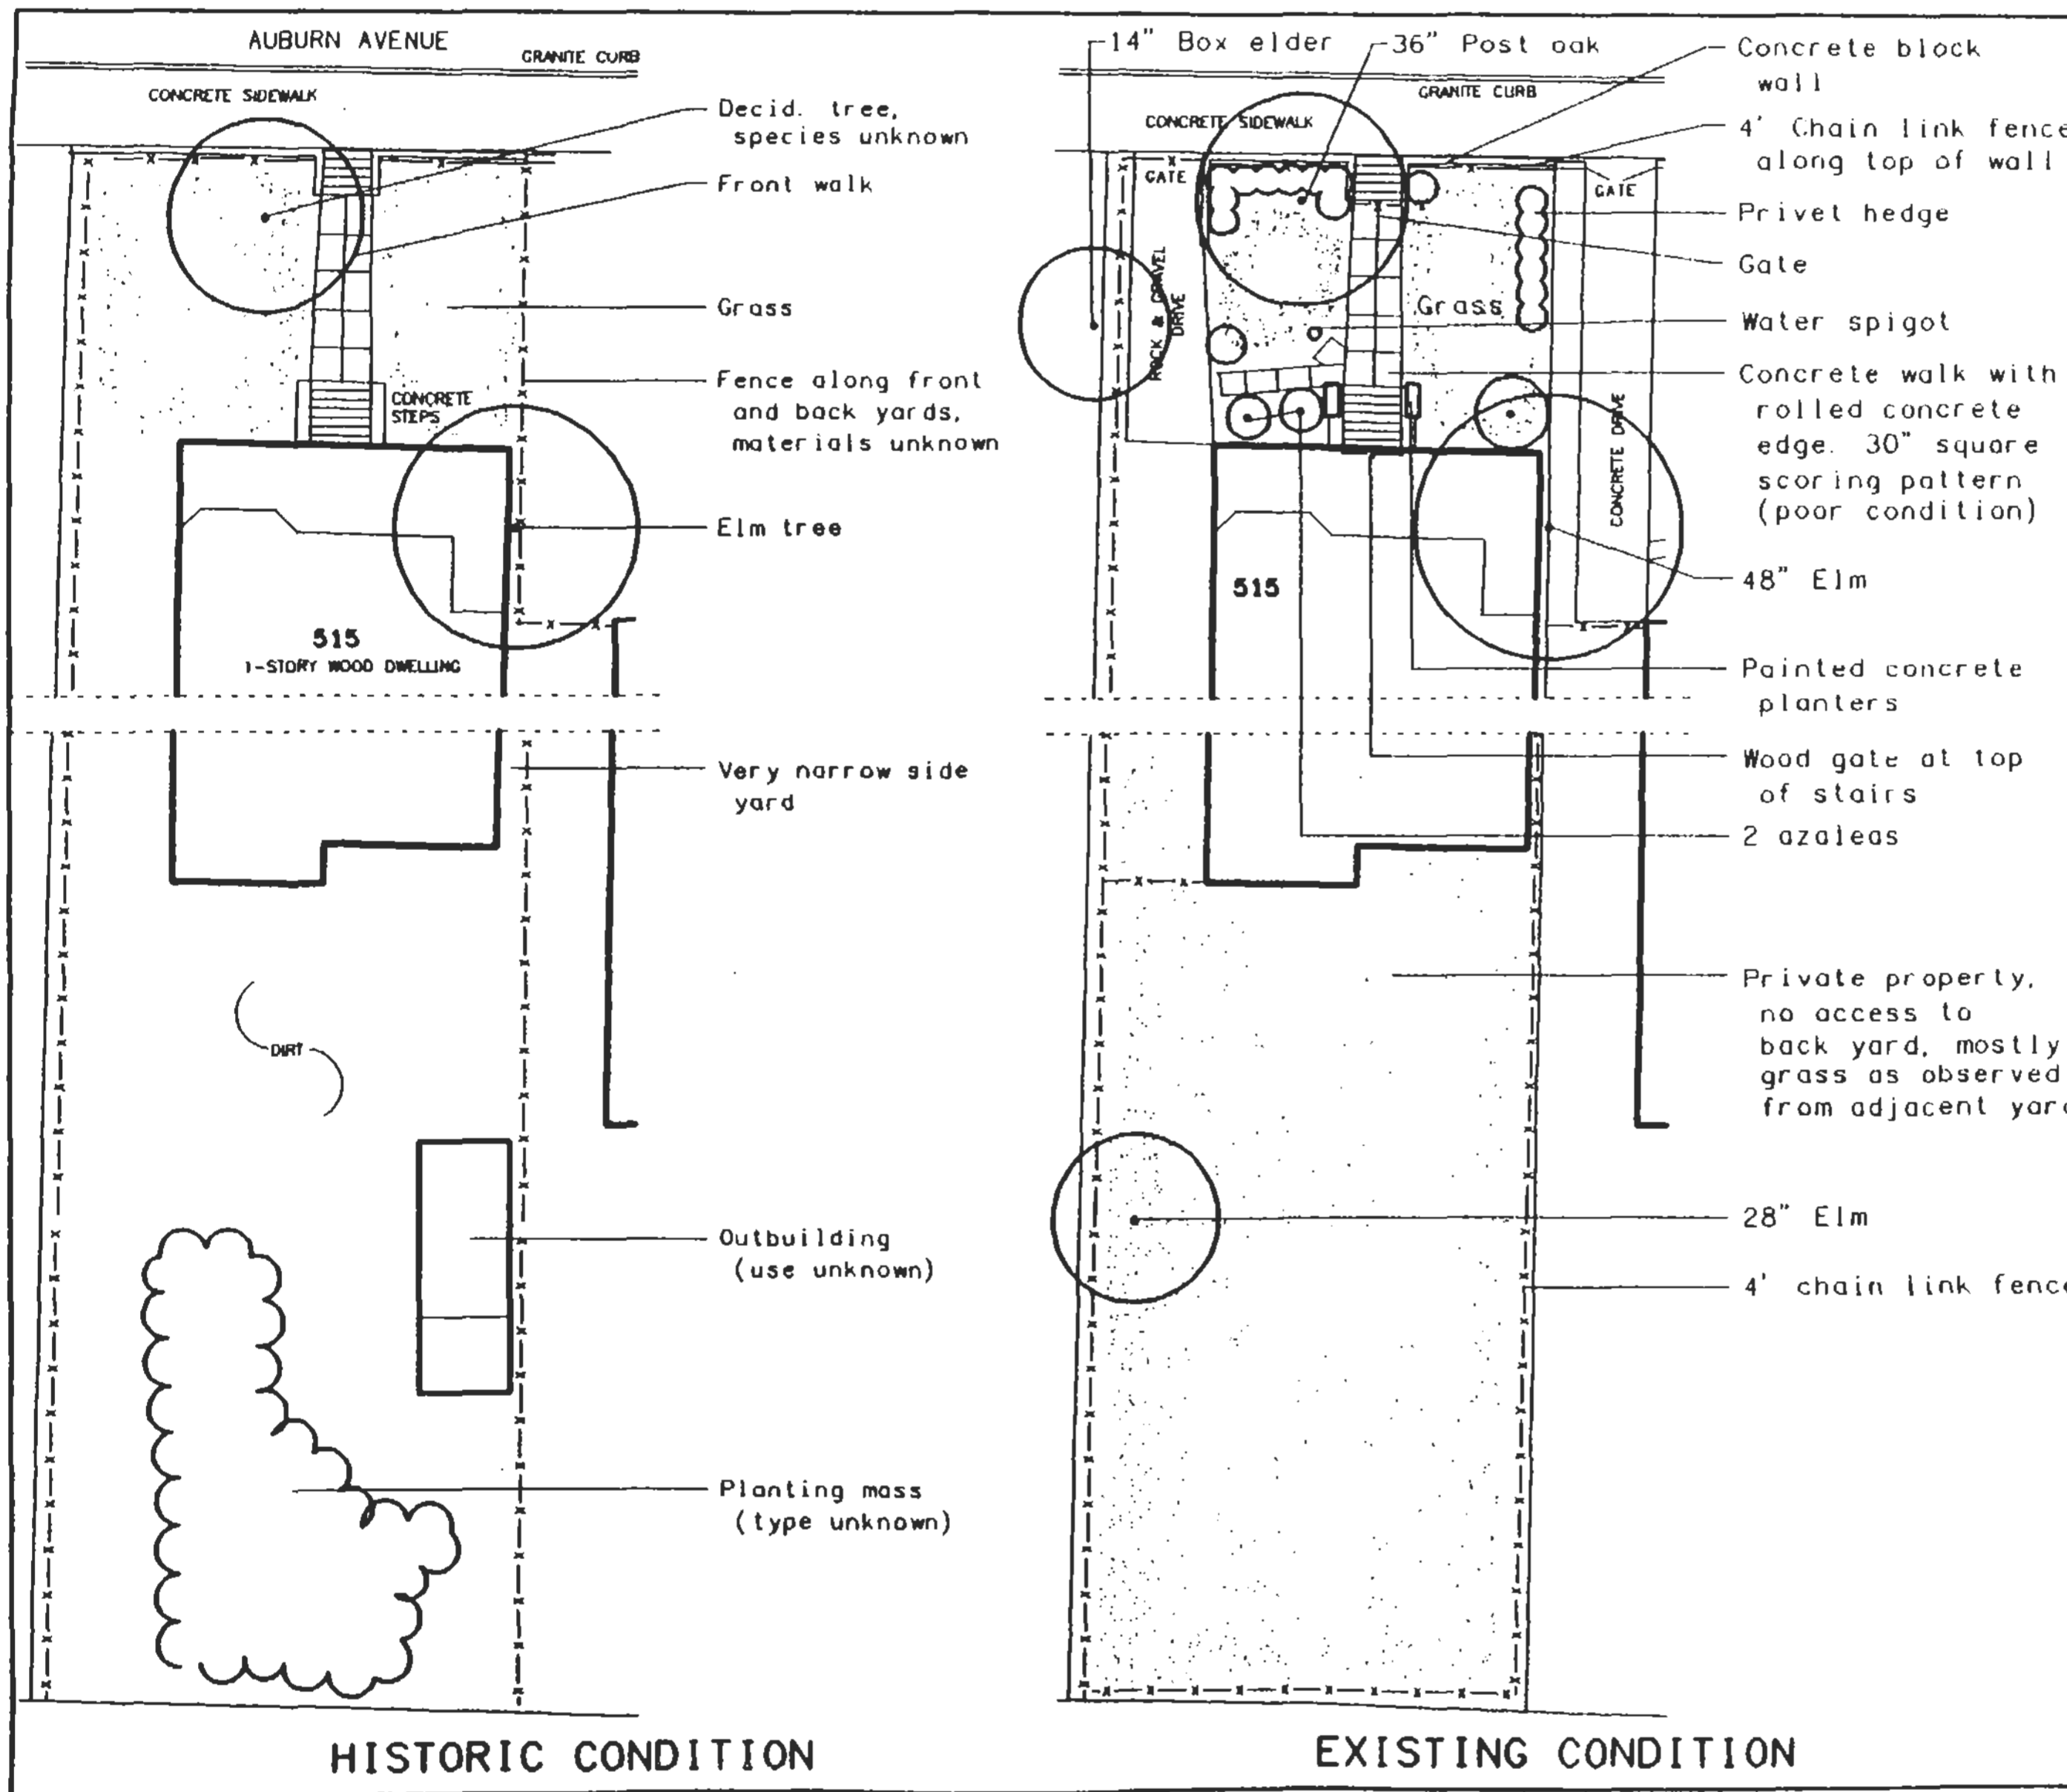 AUBURN AVENUE
GRANITE CURB
CONCRETE SIDEWALK
Decid. tree,
species unknown
Front walk
Grass
CONCRETE
STEPS
Fence along front
and back yards,
materials unknown
Elm tree
515
1-STORY WOOD DWELLING
Very narrow side
yard
DIRT
Outbuilding
(use unknown)
Planting mass
(type unknown)
HISTORIC CONDITION
14" Box elder
36" Post oak
Concrete block
wall
GRANITE CURB
CONCRETE SIDEWALK
4' Chain link fence
along top of wall
GATE
GATE
Privet hedge
Gate
ROCK & GRAVEL
DRIVE
Grass
Water spigot
Concrete walk with
rolled concrete
edge. 30" square
scoring pattern
(poor condition)
CONCRETE DRIVE
48" Elm
515
Painted concrete
planters
Wood gate at top
of stairs
2 azaleas
Private property,
no access to
back yard, mostly
grass as observed
from adjacent yard
28" Elm
4' chain link fence
EXISTING CONDITION